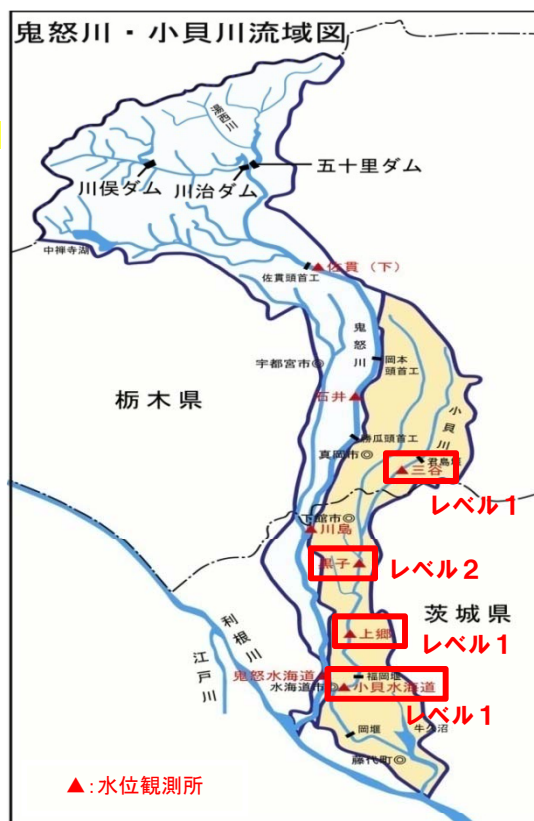 鬼怒川・小貝川流域図
湯西川
五十里ダム
川俣ダム
川治ダム
中禅寺湖
佐貫（下）
佐貫頭首工
鬼怒川
宇都宮市
岡本
頭首工
栃木県
石井
小貝川
勝瓜頭首工
真岡市
君島堰
三谷
レベル１
下館市
川島
黒子
レベル２
茨城県
上郷
レベル１
利根川
江戸川
鬼怒水海道
福岡堰
水海道市
小貝水海道
レベル１
岡堰
牛久沼
藤代町
▲:水位観測所